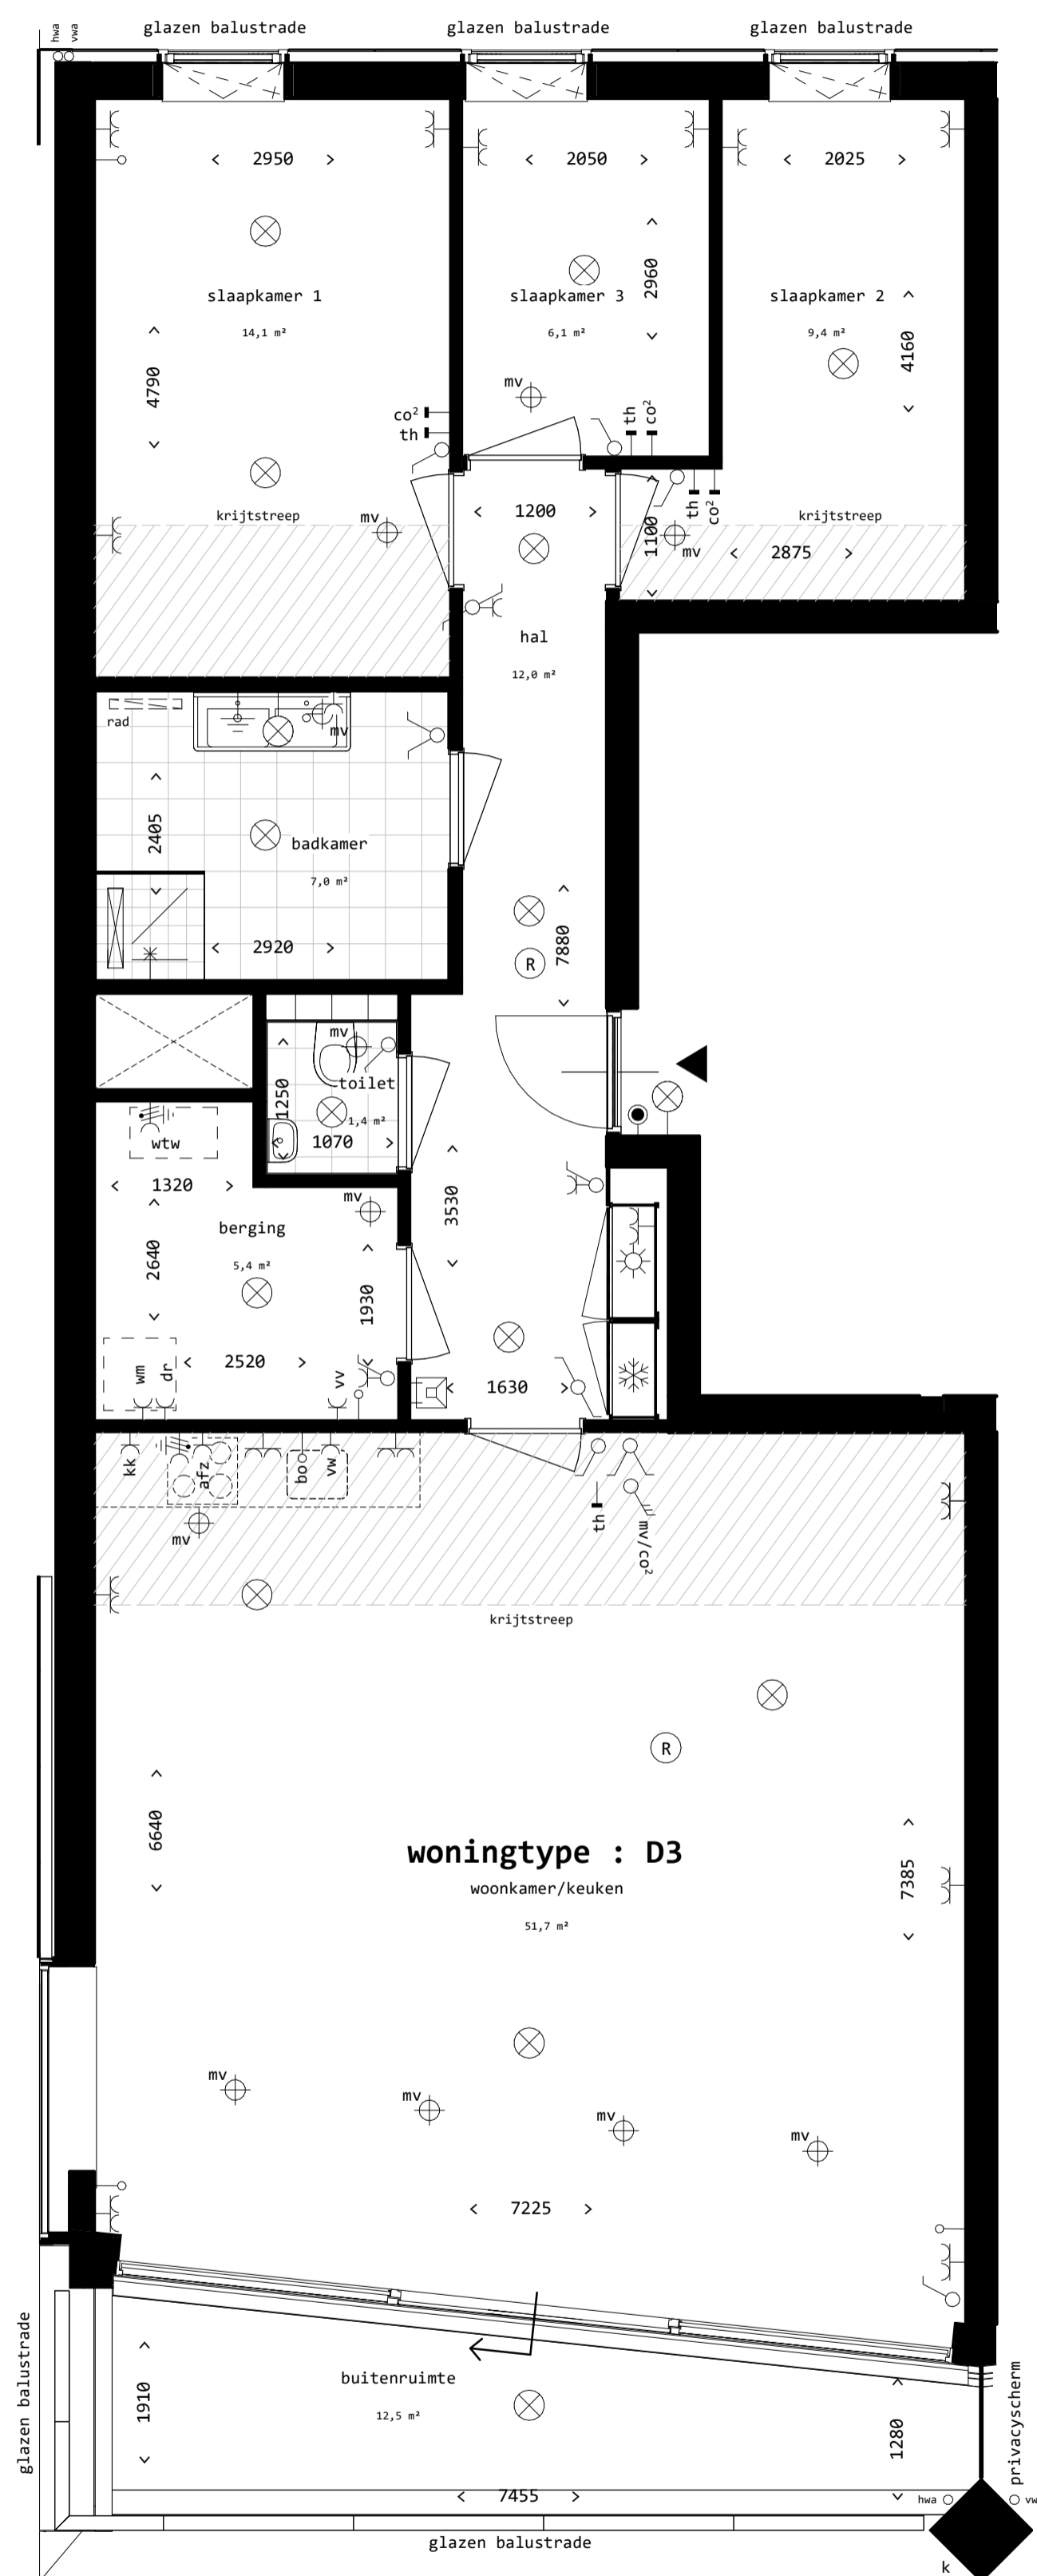 hwa
vwa
glazen balustrade
glazen balustrade
glazen balustrade
2950
2050
2025
slaapkamer 1
14,1 m²
slaapkamer 3
6,1 m²
2960
slaapkamer 2
9,4 m²
4160
4790
mv
co²
th
th
co²
krijtstreep
mv
1200
1100
th
co²
mv
krijtstreep
2875
hal
12,0 m²
rad
mv
2405
badkamer
7,0 m²
2920
7880
R
mv
toilet
1,4 m²
1250
1070
wtw
1320
mv
3530
berging
5,4 m²
2640
1930
wm
dr
2520
vv
1630
kk
afz
bo
vw
mv
th
mv/co²
krijtstreep
R
6640
woningtype : D3
woonkamer/keuken
51,7 m²
7385
mv
mv
mv
mv
7225
glazen balustrade
buitenruimte
12,5 m²
1910
1280
privacyscherm
7455
hwa
vw
glazen balustrade
k